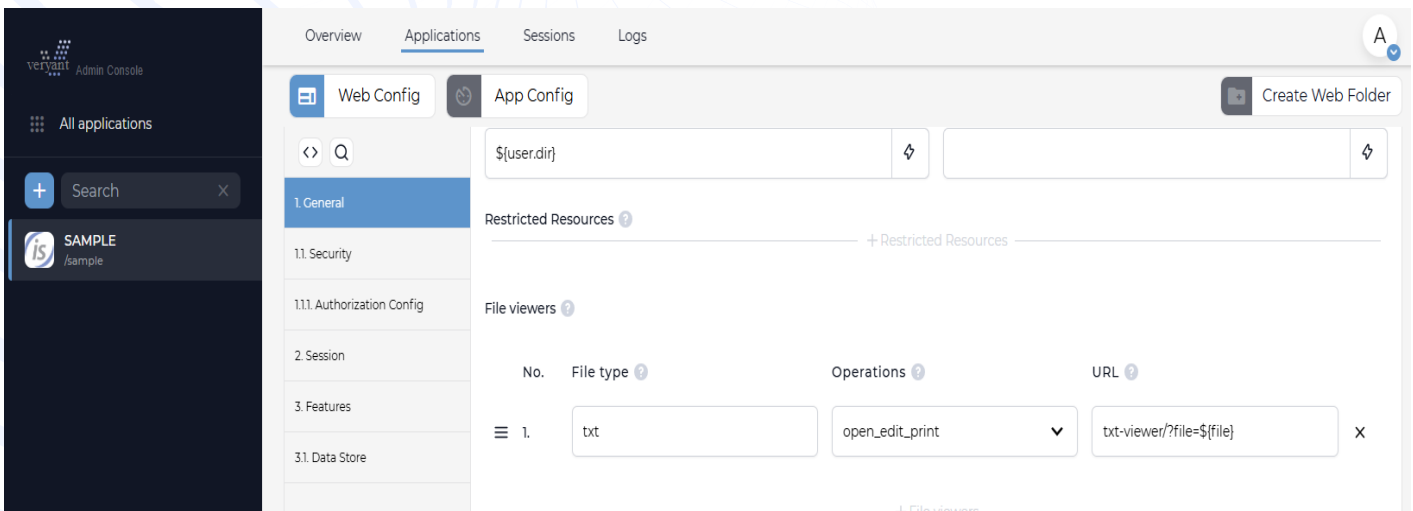 Overview Applications Sessions Logs A
veryant Admin Console
Web Config App Config Create Web Folder
All applications
${user.dir}
Search
1. General
Restricted Resources ?
+ Restricted Resources
SAMPLE
/sample
is
1.1. Security
1.1.1. Authorization Config
File viewers ?
2. Session
No. File type ? Operations ? URL ?
3. Features
1. txt open_edit_print txt-viewer/?file=${file} X
3.1. Data Store
+ File viewers